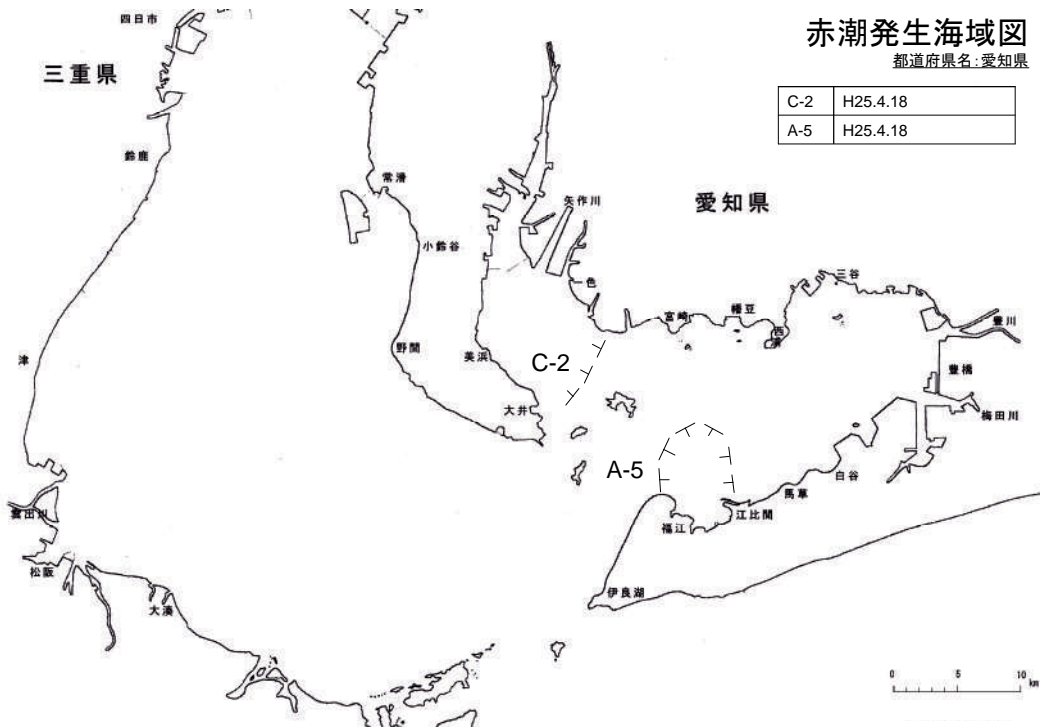 赤潮発生海域図
都道府県名：愛知県
C-2 H25.4.18
A-5 H25.4.18
四日市
三重県
鈴鹿
常滑
矢作川
愛知県
小鈴谷
一色
三谷
宮崎
幡豆
西浦
豊川
津
野間
美浜
C-2
豊橋
大井
梅田川
A-5
白谷
馬草
雲出川
福江
江比間
松阪
伊良湖
大湊
0 5 10
km